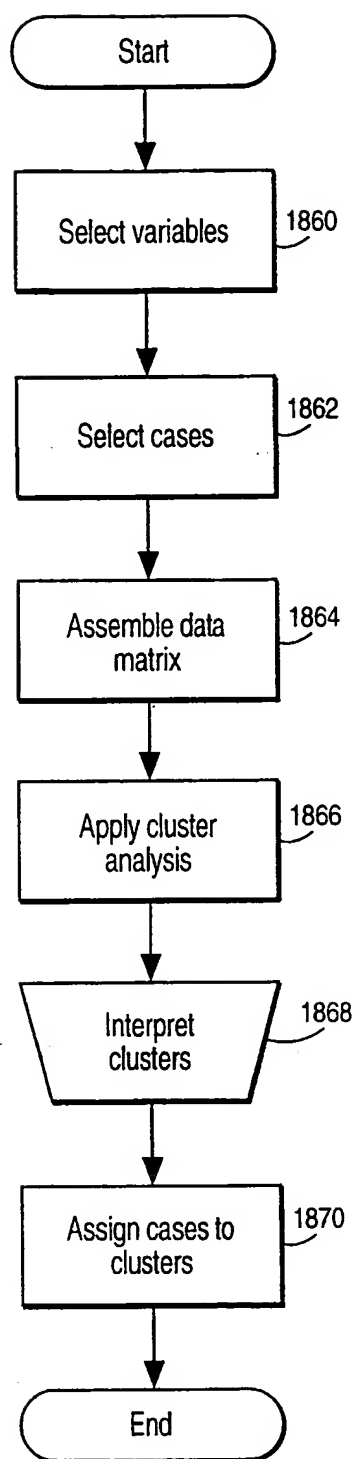 Start
Select variables
1860
Select cases
1862
Assemble data
matrix
1864
Apply cluster
analysis
1866
Interpret
clusters
1868
Assign cases to
clusters
1870
End